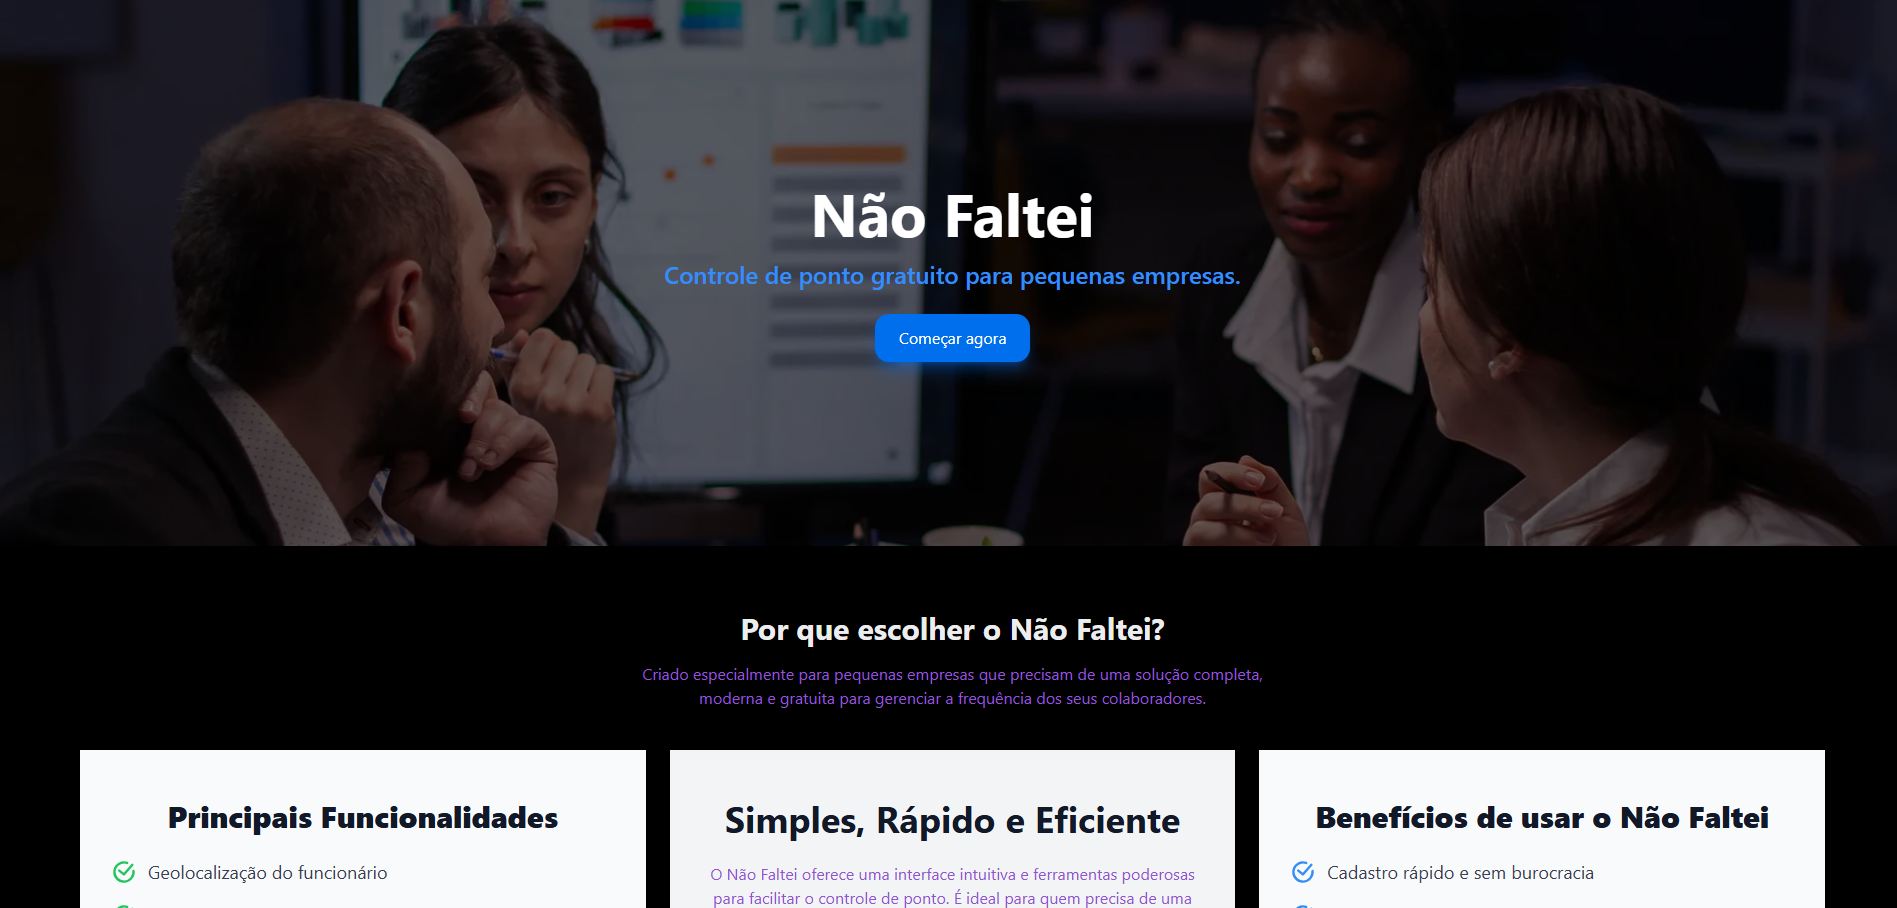 Não Faltei
Controle de ponto gratuito para pequenas empresas.
Começar agora
Por que escolher o Não Faltei?
Criado especialmente para pequenas empresas que precisam de uma solução completa,
moderna e gratuita para gerenciar a frequência dos seus colaboradores.
Principais Funcionalidades
Geolocalização do funcionário
Simples, Rápido e Eficiente
O Não Faltei oferece uma interface intuitiva e ferramentas poderosas
para facilitar o controle de ponto. É ideal para quem precisa de uma
Benefícios de usar o Não Faltei
Cadastro rápido e sem burocracia